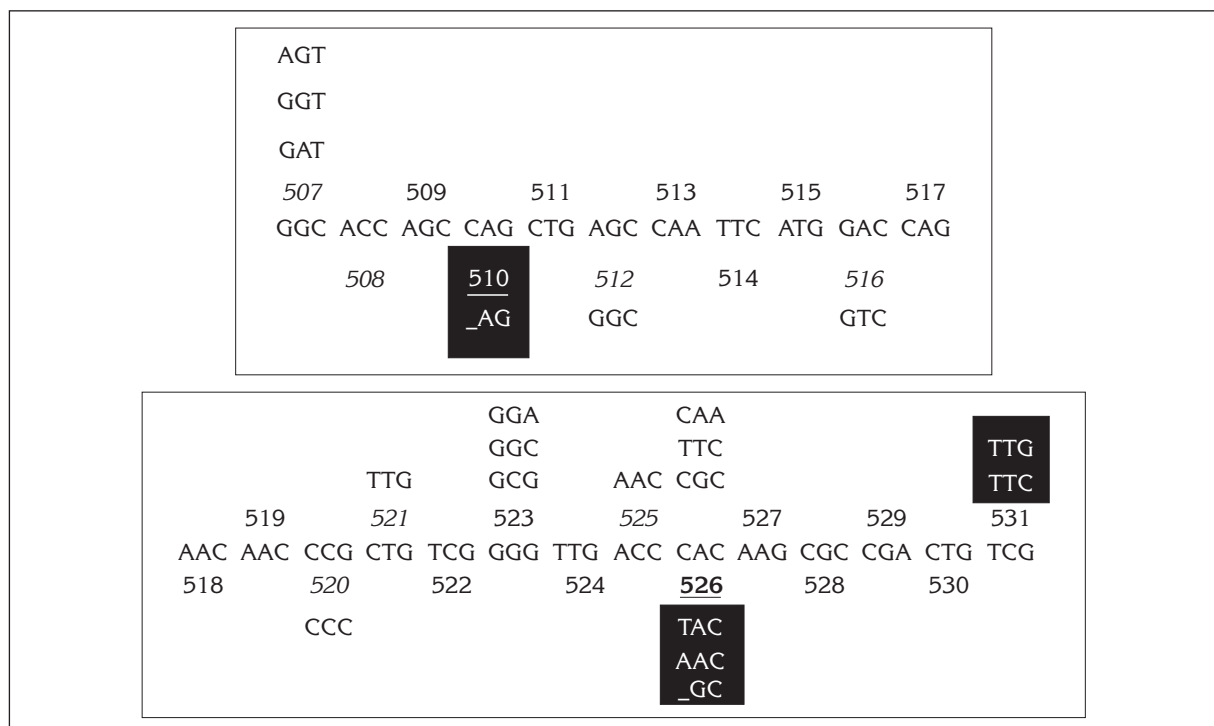 AGT
GGT
GAT
507 509 511 513 515 517
GGC ACC AGC CAG CTG AGC CAA TTC ATG GAC CAG
508 510 512 514 516
_AG GGC GTC
GGA CAA
GGC TTC TTG
TTG GCG AAC CGC TTC
519 521 523 525 527 529 531
AAC AAC CCG CTG TCG GGG TTG ACC CAC AAG CGC CGA CTG TCG
518 520 522 524 526 528 530
CCC TAC
AAC
_GC